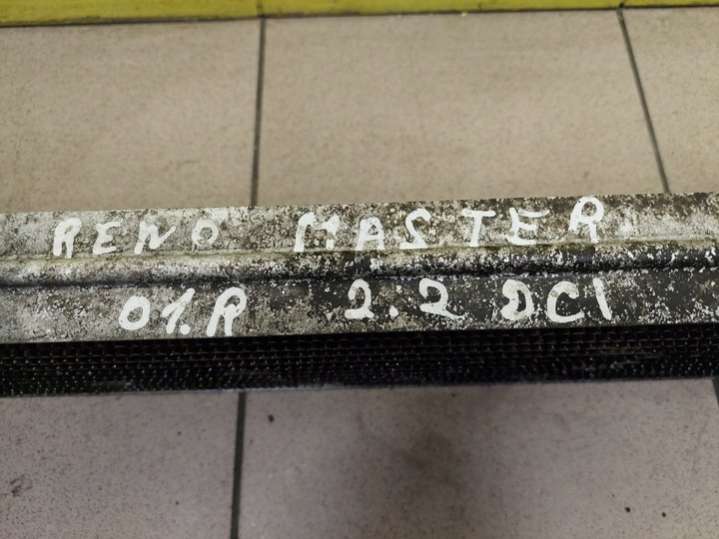 RENO MASTER
01.R 2.2 DCI